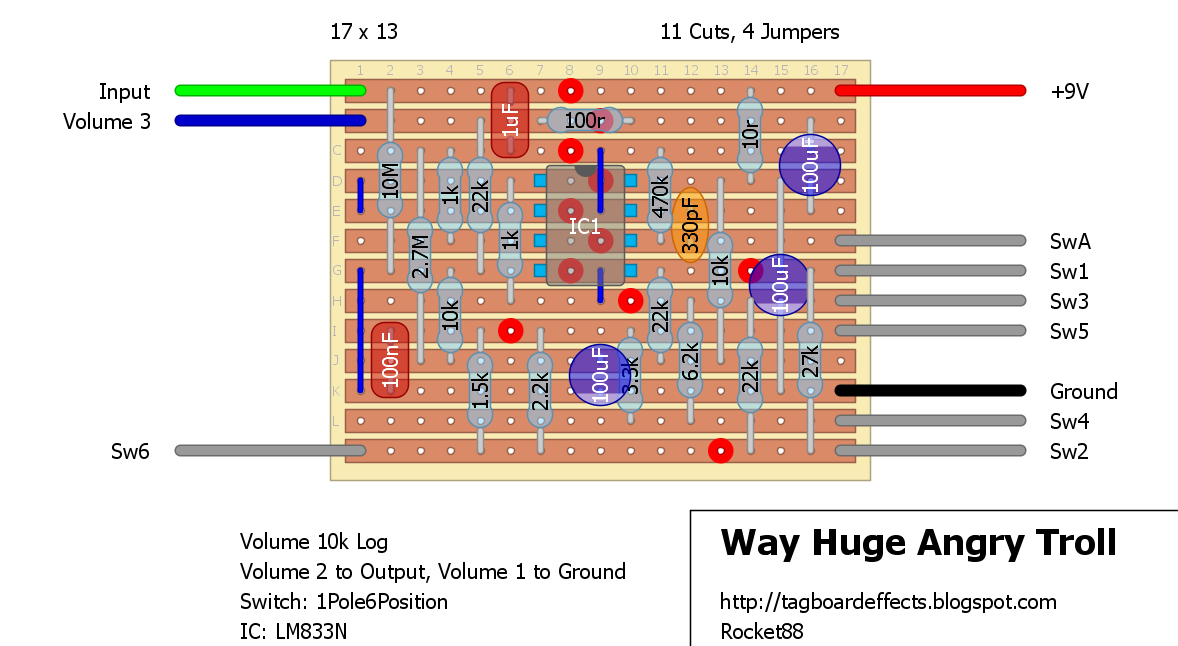 17 x 13
11 Cuts, 4 Jumpers
1 2 3 4 5 6 7 8 9 10 11 12 13 14 15 16 17
Input
+9V
Volume 3
1uF
100r
10r
100uF
C
D
10M
1k
22k
470k
E
IC1
330pF
F
2.7M
1k
10k
SwA
G
100uF
Sw1
H
10k
22k
Sw3
I
Sw5
J
100nF
1.5k
2.2k
100uF
3.3k
6.2k
22k
27k
K
Ground
L
Sw4
Sw6
Sw2
Volume 10k Log
Volume 2 to Output, Volume 1 to Ground
Switch: 1Pole6Position
IC: LM833N
Way Huge Angry Troll
http://tagboardeffects.blogspot.com
Rocket88